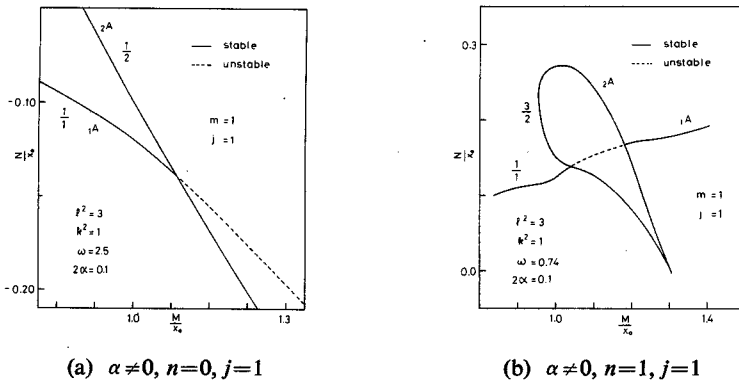 ₂A
1̄/2
stable
unstable
-0.10
1̄/1
₁A
m = 1
j = 1
N/x₀
ℓ² = 3
k² = 1
ω = 2.5
2α = 0.1
-0.20
1.0
M/x₀
1.3
(a) α≠0, n=0, j=1
0.3
stable
unstable
₂A
3/2
₁A
1/1
N/x₀
m = 1
j = 1
ℓ² = 3
k² = 1
ω = 0.74
2α = 0.1
0.0
1.0
M/x₀
1.4
(b) α≠0, n=1, j=1